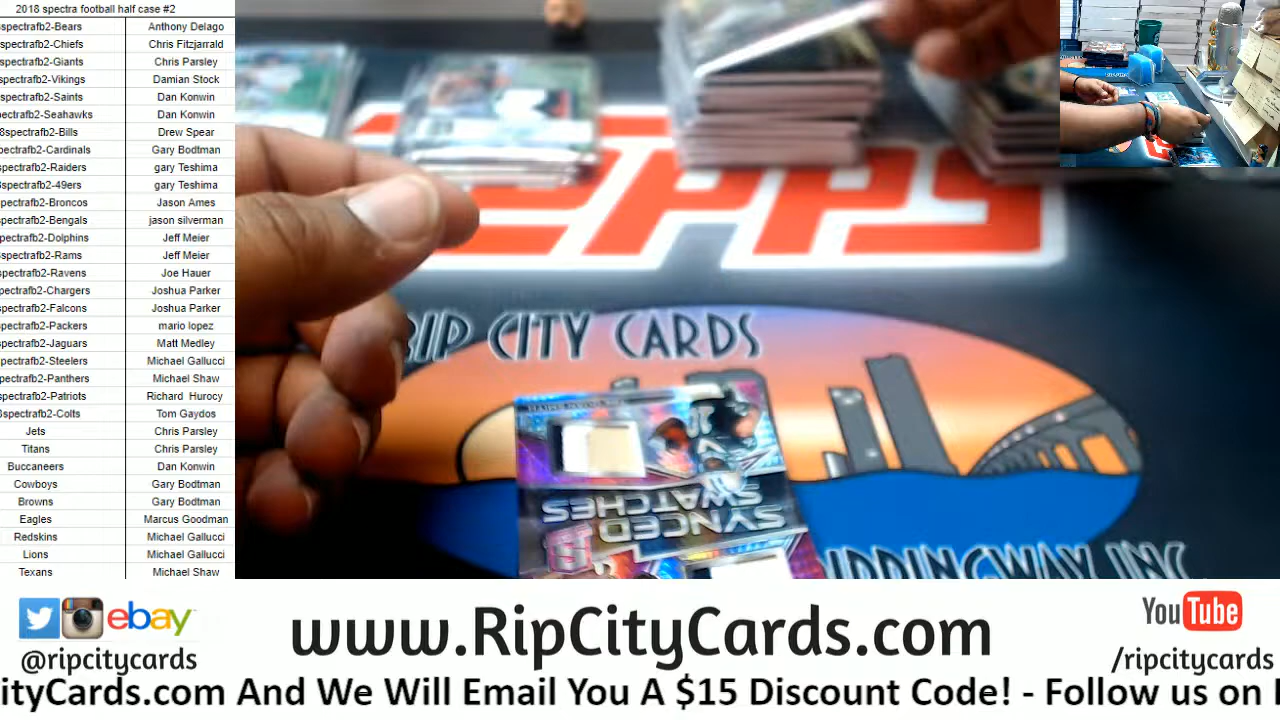 2018 spectra football half case #2
spectrafb2-Bears Anthony Delago
spectrafb2-Chiefs Chris Fitzjarrald
spectrafb2-Giants Chris Parsley
spectrafb2-Vikings Damian Stock
spectrafb2-Saints Dan Konwin
spectrafb2-Seahawks Dan Konwin
8spectrafb2-Bills Drew Spear
spectrafb2-Cardinals Gary Bodtman
spectrafb2-Raiders gary Teshima
spectrafb2-49ers gary Teshima
spectrafb2-Broncos Jason Ames
spectrafb2-Bengals jason silverman
pectrafb2-Dolphins Jeff Meier
spectrafb2-Rams Jeff Meier
spectrafb2-Ravens Joe Hauer
pectrafb2-Chargers Joshua Parker
spectrafb2-Falcons Joshua Parker
spectrafb2-Packers mario lopez
spectrafb2-Jaguars Matt Medley
spectrafb2-Steelers Michael Gallucci
pectrafb2-Panthers Michael Shaw
spectrafb2-Patriots Richard Hurocy
spectrafb2-Colts Tom Gaydos
Jets Chris Parsley
Titans Chris Parsley
Buccaneers Dan Konwin
Cowboys Gary Bodtman
Browns Gary Bodtman
Eagles Marcus Goodman
Redskins Michael Gallucci
Lions Michael Gallucci
Texans Michael Shaw
RIP CITY CARDS
SYNCED
SWATCHES
RIPPINGWAX INC
ebay
@ripcitycards
www.RipCityCards.com
YouTube
/ripcitycards
ityCards.com And We Will Email You A $15 Discount Code! - Follow us on